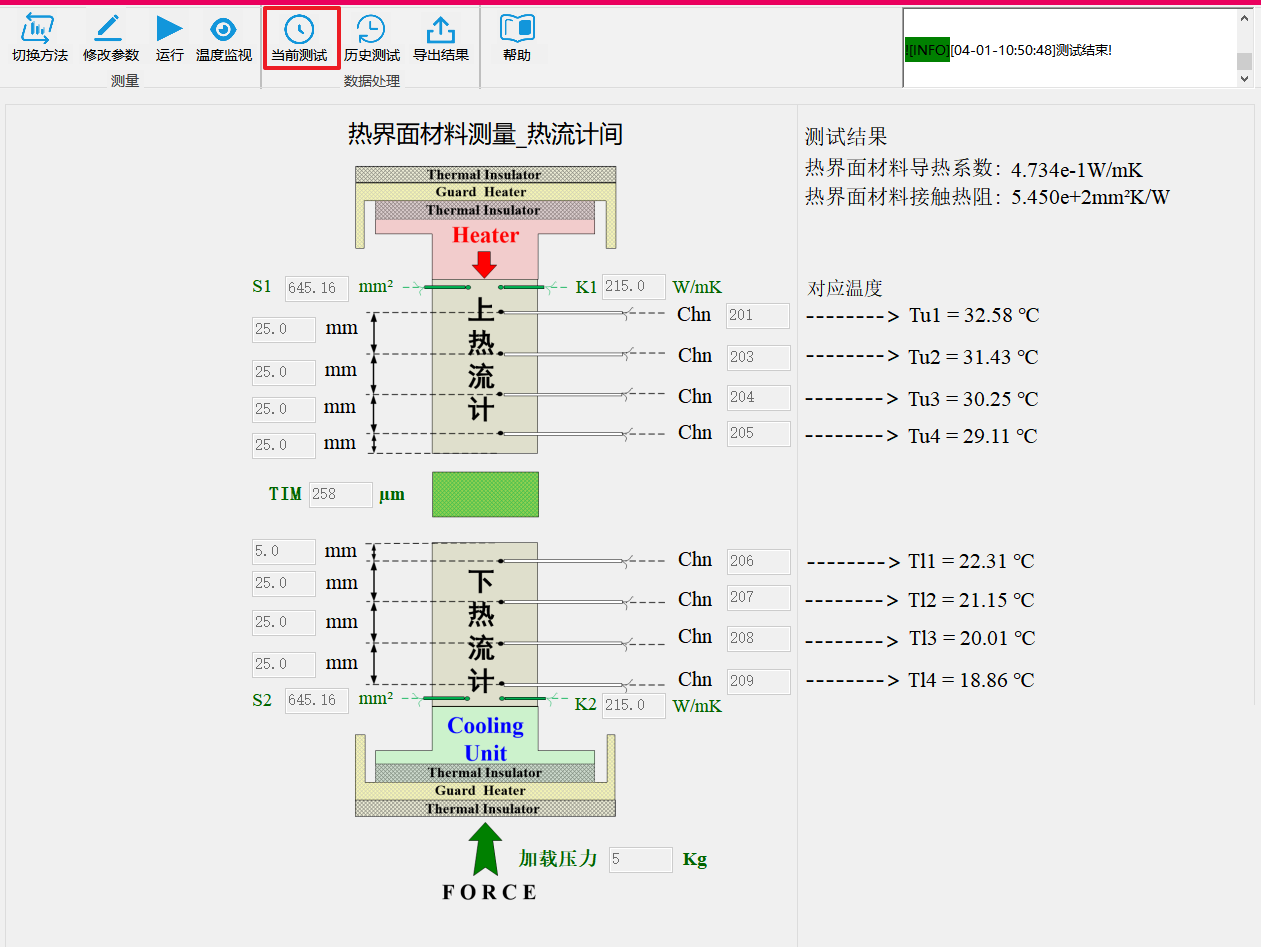 切换方法 修改参数 运行 温度监视 当前测试 历史测试 导出结果 帮助
测量 数据处理
![INFO][04-01-10:50:48]测试结束!
热界面材料测量_热流计间
Thermal Insulator
Guard Heater
Thermal Insulator
Heater
S1 645.16 mm² K1 215.0 W/mK
上热流计
25.0 mm Chn 201
25.0 mm Chn 203
25.0 mm Chn 204
25.0 mm Chn 205
TIM 258 μm
5.0 mm Chn 206
下热流计
25.0 mm Chn 207
25.0 mm Chn 208
25.0 mm Chn 209
S2 645.16 mm² K2 215.0 W/mK
Cooling
Unit
Thermal Insulator
Guard Heater
Thermal Insulator
加载压力 5 Kg
FORCE
测试结果
热界面材料导热系数: 4.734e-1W/mK
热界面材料接触热阻: 5.450e+2mm²K/W
对应温度
--------> Tu1 = 32.58 ℃
--------> Tu2 = 31.43 ℃
--------> Tu3 = 30.25 ℃
--------> Tu4 = 29.11 ℃
--------> Tl1 = 22.31 ℃
--------> Tl2 = 21.15 ℃
--------> Tl3 = 20.01 ℃
--------> Tl4 = 18.86 ℃